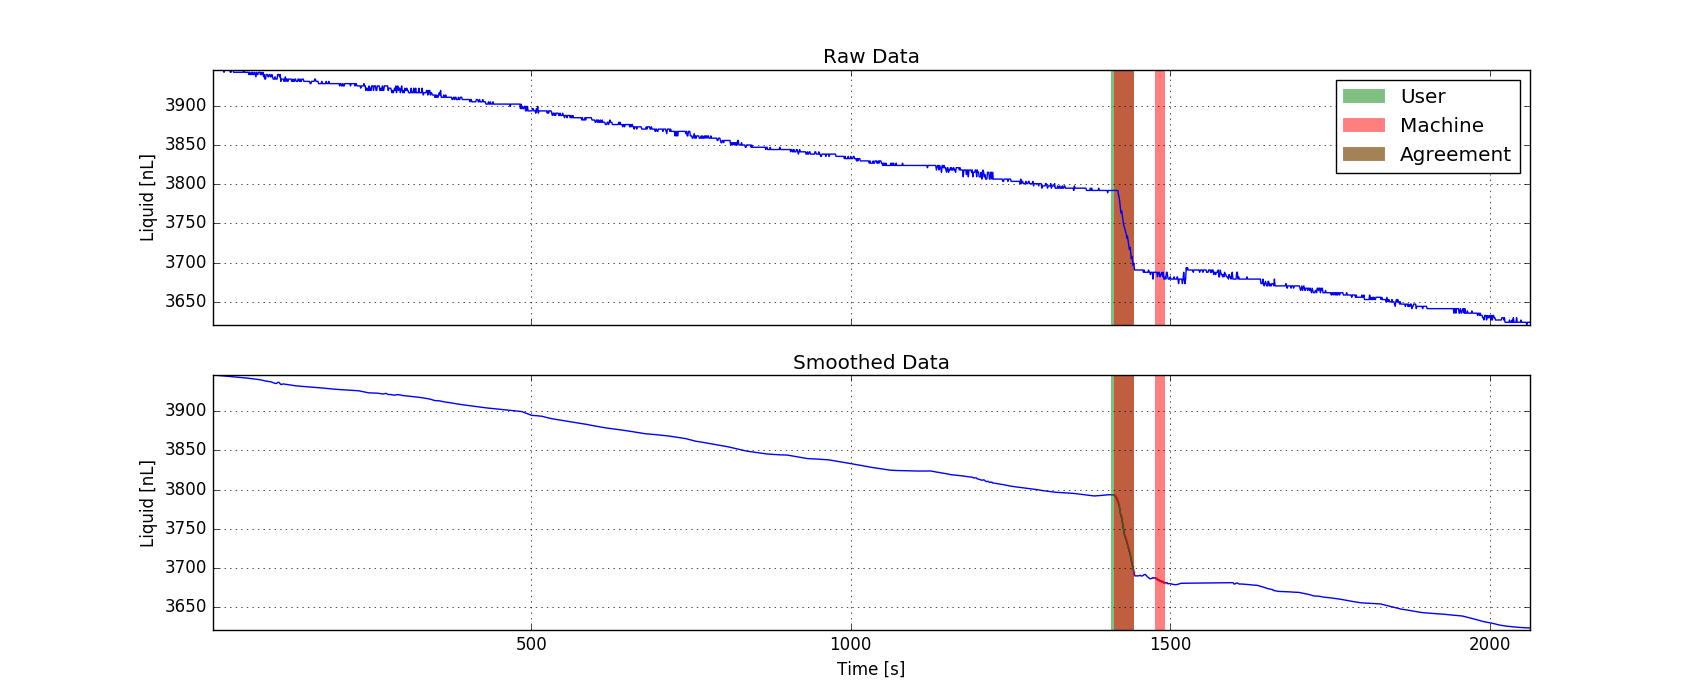 Raw Data
3900
3850
3800
3750
3700
3650
Liquid [nL]
User
Machine
Agreement
Smoothed Data
3900
3850
3800
3750
3700
3650
Liquid [nL]
500
1000
1500
2000
Time [s]